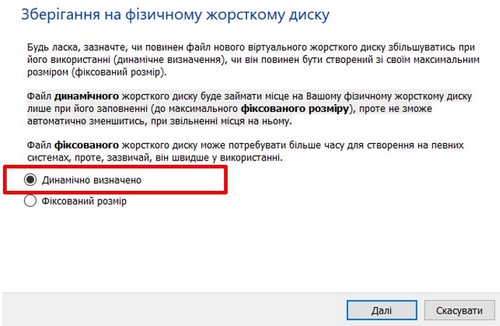 Зберігання на фізичному жорсткому диску
Будь ласка, зазначте, чи повинен файл нового віртуального жорсткого диску збільшуватись при
його використанні (динамічне визначення), чи він повинен бути створений зі своїм максимальним
розміром (фіксований розмір).
Файл динамічного жорсткого диску буде займати місце на Вашому фізичному жорсткому диску
лише при його заповненні (до максимального фіксованого розміру), проте не зможе
автоматично зменшитись, при звільненні місця на ньому.
Файл фіксованого жорсткого диску може потребувати більше часу для створення на певних
системах, проте, зазвичай, він швидше у використанні.
Динамічно визначено
Фіксований розмір
Далі
Скасувати